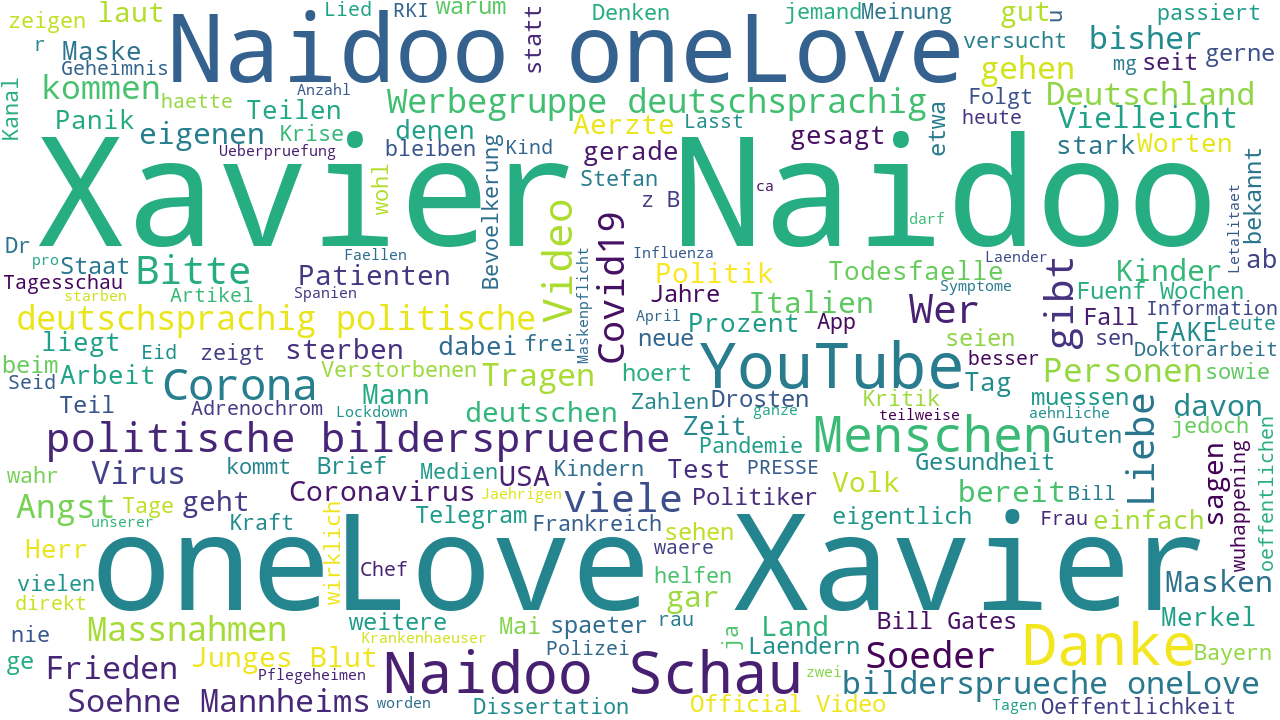 zeigen laut Lied RKI warum statt Denken jemand Meinung gut u passiert
r Maske Naidoo oneLove versucht bisher
Geheimnis gehen mg seit gerne
Kanal kommen haette Anzahl Teilen Werbegruppe deutschsprachig Folgt Deutschland
Panik eigenen Krise denen Aerzte Lasst gesagt etwa heute Vielleicht
Ueberpruefung bleiben Kind gerade stark Worten
Xavier Naidoo
wohl Bevoelkerung Stefan z B ca darf bekannt
Dr Video Covid19 Letalitaet
pro Staat Bitte Faellen Influenza Laender ab
Tagesschau Patienten Maskenpflicht Politik Todesfaelle gibt Kinder
starben Artikel Spanien Jahre Italien Symptome Wer Fuenf Wochen
deutschsprachig politische April Prozent App Fall Information
liegt Eid zeigt sterben dabei frei neue seien sen FAKE Leute
beim Arbeit Verstorbenen Tragen hoert YouTube besser Doktorarbeit
Seid Corona Mann Tag Personen sowie
Teil Adrenochrom Lockdown deutschen Zahlen Drosten ganze Kritik teilweise muessen aehnliche Liebe davon
politische bildersprueche Zeit Pandemie Menschen Guten jedoch
wahr Virus kommt Brief Medien USA Kindern Test PRESSE Gesundheit sagen wuhappening oeffentlichen
Angst Tage geht Coronavirus Jaehrigen viele Politiker Volk bereit Bill
unserer Kraft wirklich Telegram Frankreich sehen eigentlich Frau einfach
Herr oneLove Xavier
vielen Chef waere helfen Masken
direkt gar
nie weitere Mai spaeter rau ja Land Bill Gates Merkel
Massnahmen Krankenhaeuser Polizei Laendern Danke
ge Frieden Junges Blut Naidoo Schau Soeder Bayern
Pflegeheimen zwei bildersprueche oneLove
Soehne Mannheims worden Dissertation Official Video Tagen Oeffentlichkeit